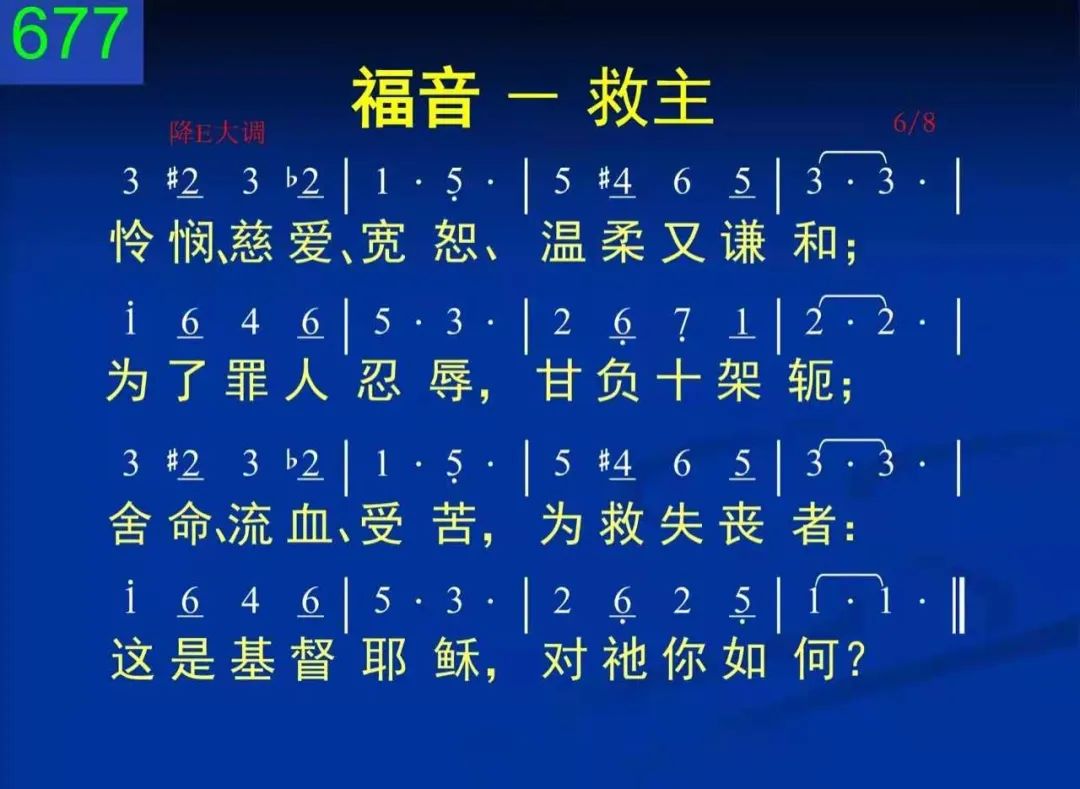 677
福音 — 救主
降E大调 6/8
3 #2 3 b2 | 1 · 5̣ · | 5 #4 6 5 | 3 · 3 · |
怜悯、慈爱、宽恕、温柔又谦和；
i 6 4 6 | 5 · 3 · | 2 6̣ 7̣ 1 | 2 · 2 · |
为了罪人忍辱，甘负十架轭；
3 #2 3 b2 | 1 · 5̣ · | 5 #4 6 5 | 3 · 3 · |
舍命、流血、受苦，为救失丧者：
i 6 4 6 | 5 · 3 · | 2 6̣ 2 5̣ | 1 · 1 · ‖
这是基督耶稣，对祂你如何？